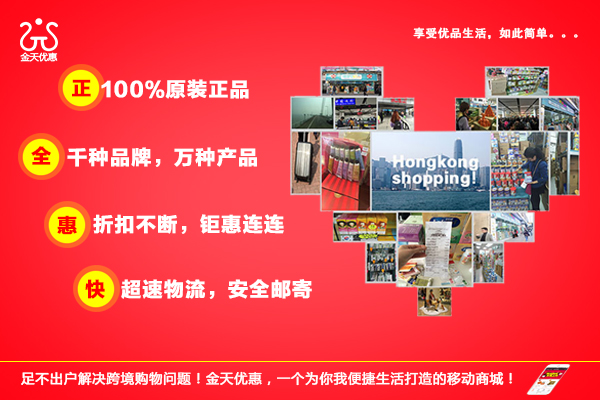 金天优惠
享受优品生活，如此简单。。。
正 100%原装正品
全 千种品牌，万种产品
惠 折扣不断，钜惠连连
快 超速物流，安全邮寄
Hongkong
shopping!
足不出户解决跨境购物问题！金天优惠，一个为你我便捷生活打造的移动商城！